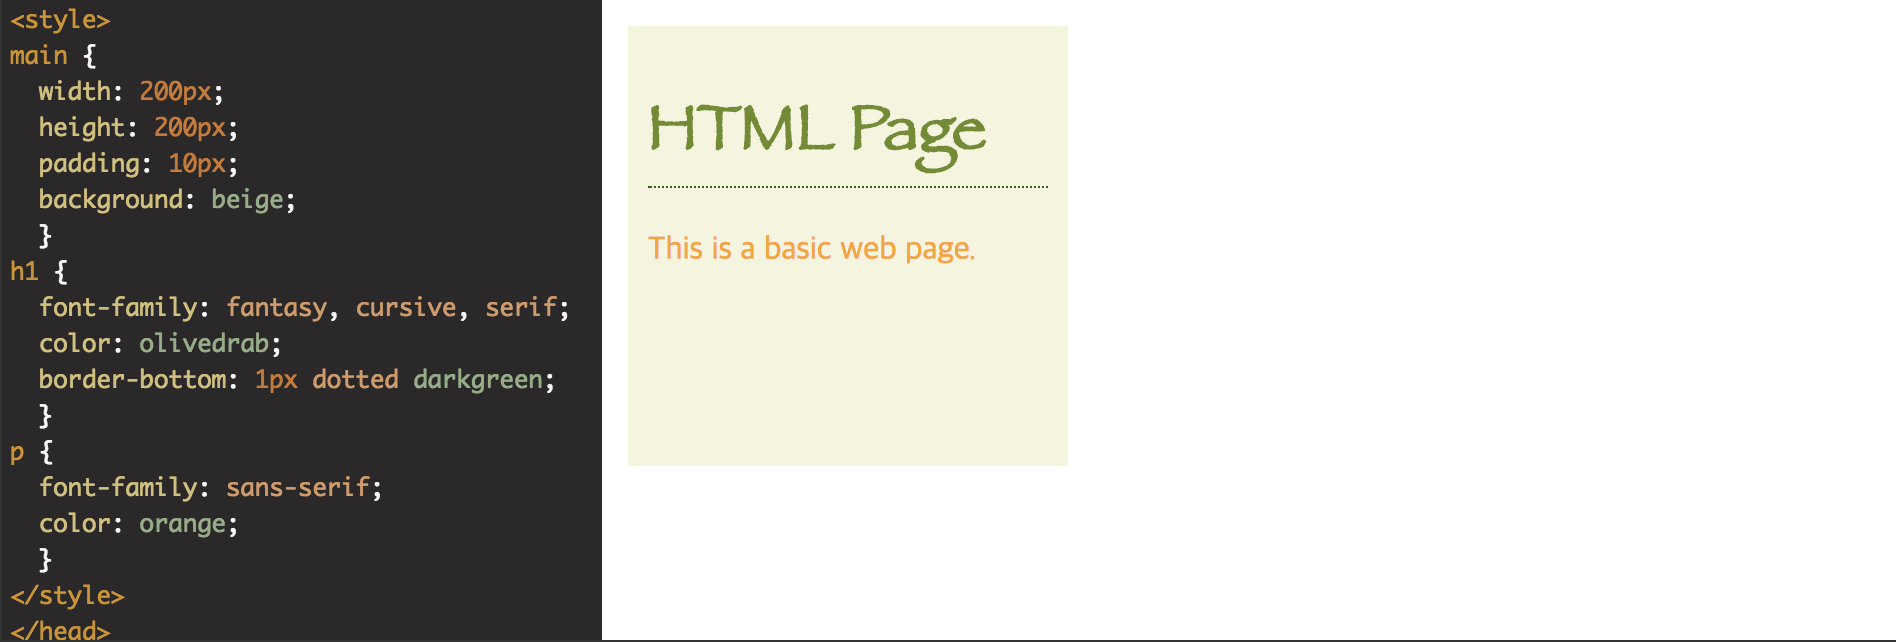 <style>
main {
  width: 200px;
  height: 200px;
  padding: 10px;
  background: beige;
  }
h1 {
  font-family: fantasy, cursive, serif;
  color: olivedrab;
  border-bottom: 1px dotted darkgreen;
  }
p {
  font-family: sans-serif;
  color: orange;
  }
</style>
</head>
HTML Page
This is a basic web page.